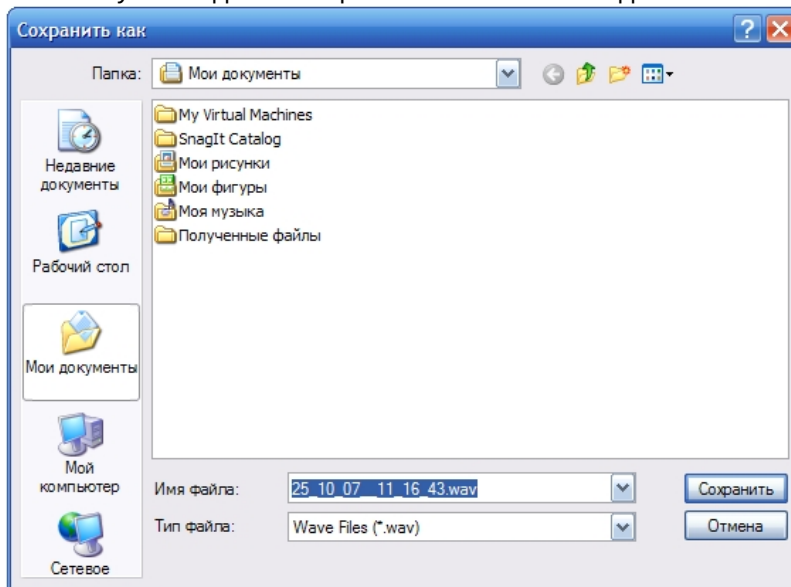 Сохранить как
Папка:
Мои документы
My Virtual Machines
SnagIt Catalog
Мои рисунки
Мои фигуры
Моя музыка
Полученные файлы
Недавние
документы
Рабочий стол
Мои документы
Мой
компьютер
Сетевое
Имя файла:
25_10_07__11_16_43.wav
Сохранить
Тип файла:
Wave Files (*.wav)
Отмена